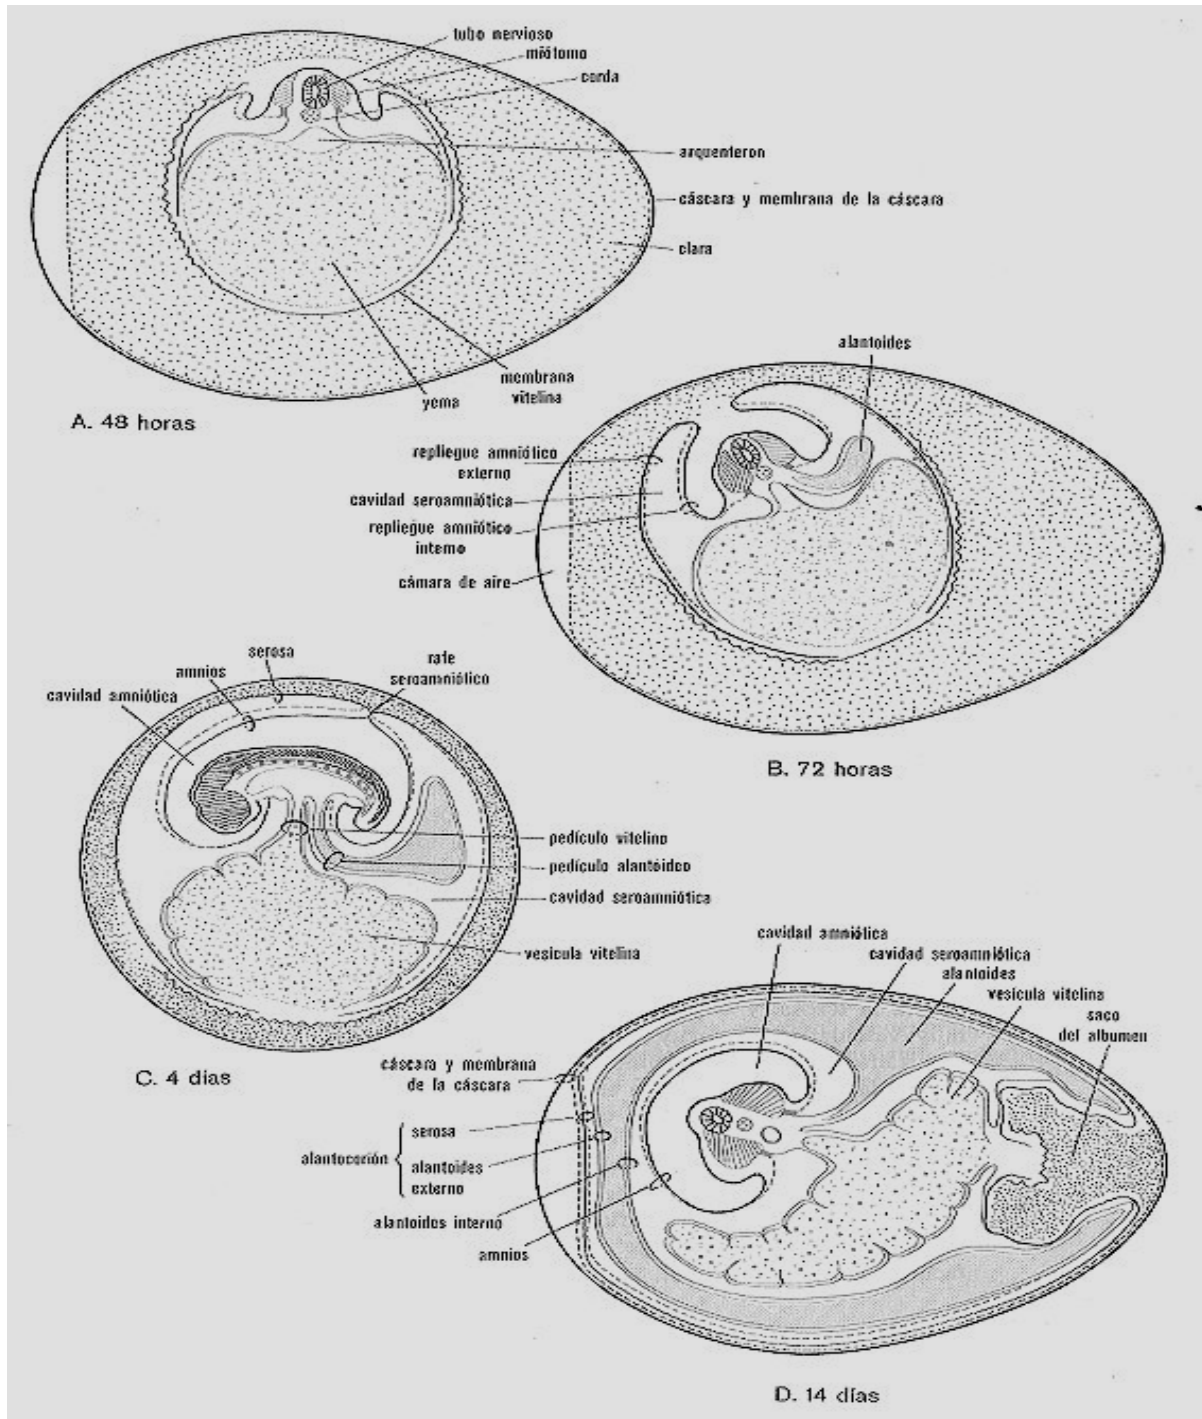 tubo nervioso
miótomo
corda
arquenteron
cáscara y membrana de la cáscara
clara
membrana
vitelina
yema
A. 48 horas
alantoides
repliegue amniótico
externo
cavidad seroamniótica
repliegue amniótico
interno
cámara de aire
B. 72 horas
serosa
amnios
cavidad amniótica
rafe
seroamniótico
pedículo vitelino
pedículo alantóideo
cavidad seroamniótica
vesícula vitelina
C. 4 días
cavidad amniótica
cavidad seroamniótica
alantoides
vesícula vitelina
saco
del albumen
cáscara y membrana
de la cáscara
serosa
alantocorión
alantoides
externo
alantoides interno
amnios
D. 14 días